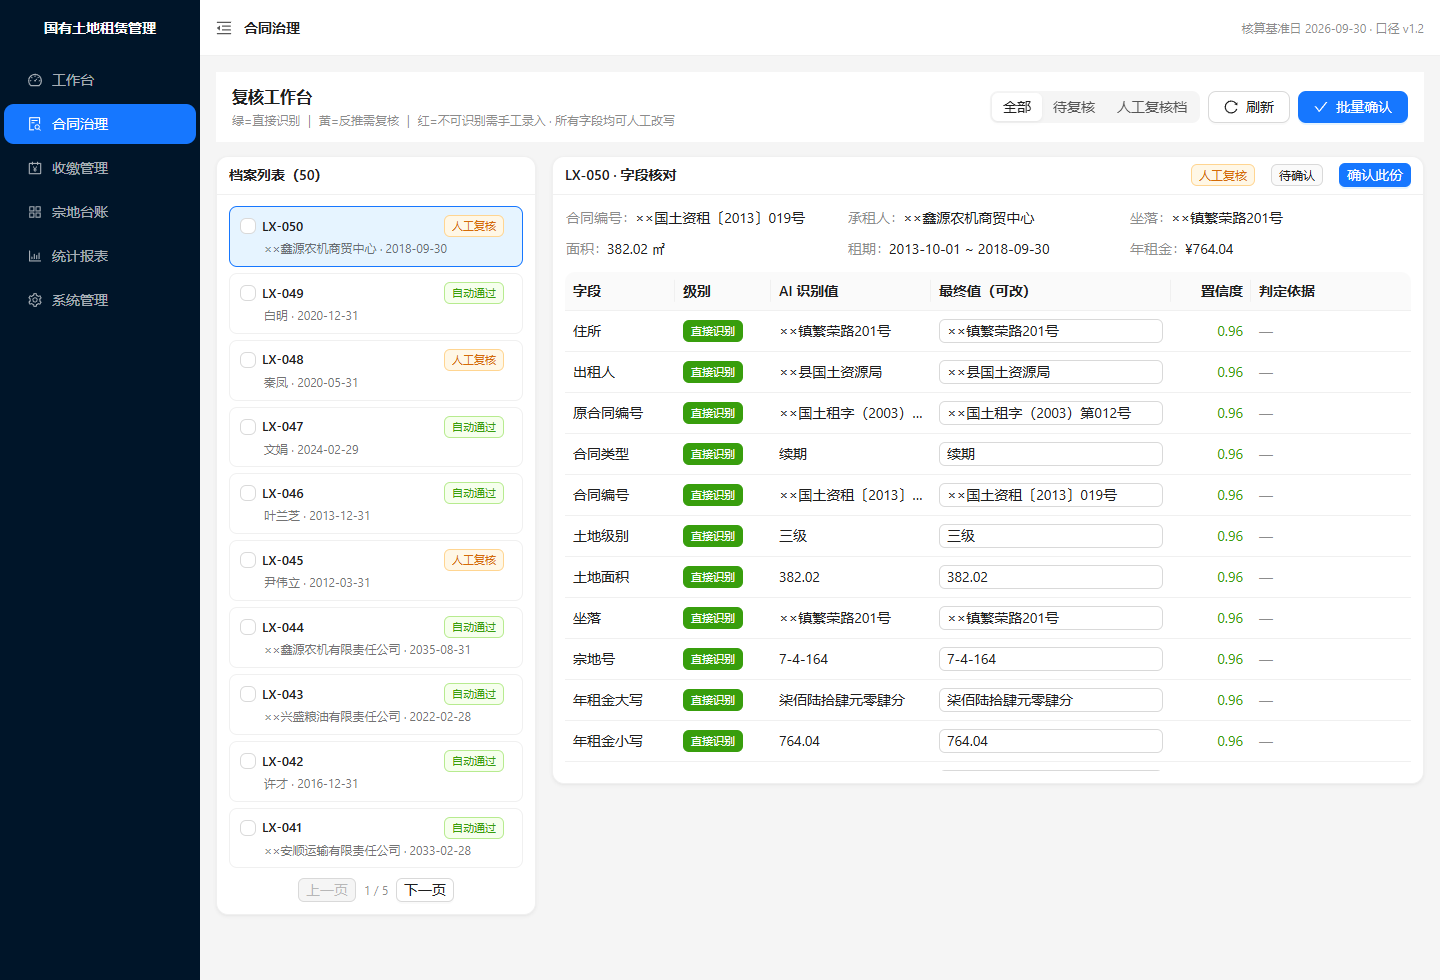 国有土地租赁管理
工作台
合同治理
收缴管理
宗地台账
统计报表
系统管理
合同治理
核算基准日 2026-09-30 · 口径 v1.2
复核工作台
绿=直接识别 | 黄=反推需复核 | 红=不可识别需手工录入 · 所有字段均可人工改写
全部 待复核 人工复核档 刷新 批量确认
档案列表（50）
LX-050 人工复核
××鑫源农机商贸中心 · 2018-09-30
LX-049 自动通过
白明 · 2020-12-31
LX-048 人工复核
秦凤 · 2020-05-31
LX-047 自动通过
文娟 · 2024-02-29
LX-046 自动通过
叶兰芝 · 2013-12-31
LX-045 人工复核
尹伟立 · 2012-03-31
LX-044 自动通过
××鑫源农机有限责任公司 · 2035-08-31
LX-043 自动通过
××兴盛粮油有限责任公司 · 2022-02-28
LX-042 自动通过
许才 · 2016-12-31
LX-041 自动通过
××安顺运输有限责任公司 · 2033-02-28
上一页 1 / 5 下一页
LX-050 · 字段核对 人工复核 待确认 确认此份
合同编号：××国土资租〔2013〕019号 承租人：××鑫源农机商贸中心 坐落：××镇繁荣路201号
面积：382.02 ㎡ 租期：2013-10-01 ~ 2018-09-30 年租金：¥764.04
字段 级别 AI 识别值 最终值（可改） 置信度 判定依据
住所 直接识别 ××镇繁荣路201号 ××镇繁荣路201号 0.96 —
出租人 直接识别 ××县国土资源局 ××县国土资源局 0.96 —
原合同编号 直接识别 ××国土租字（2003）... ××国土租字（2003）第012号 0.96 —
合同类型 直接识别 续期 续期 0.96 —
合同编号 直接识别 ××国土资租〔2013〕... ××国土资租〔2013〕019号 0.96 —
土地级别 直接识别 三级 三级 0.96 —
土地面积 直接识别 382.02 382.02 0.96 —
坐落 直接识别 ××镇繁荣路201号 ××镇繁荣路201号 0.96 —
宗地号 直接识别 7-4-164 7-4-164 0.96 —
年租金大写 直接识别 柒佰陆拾肆元零肆分 柒佰陆拾肆元零肆分 0.96 —
年租金小写 直接识别 764.04 764.04 0.96 —